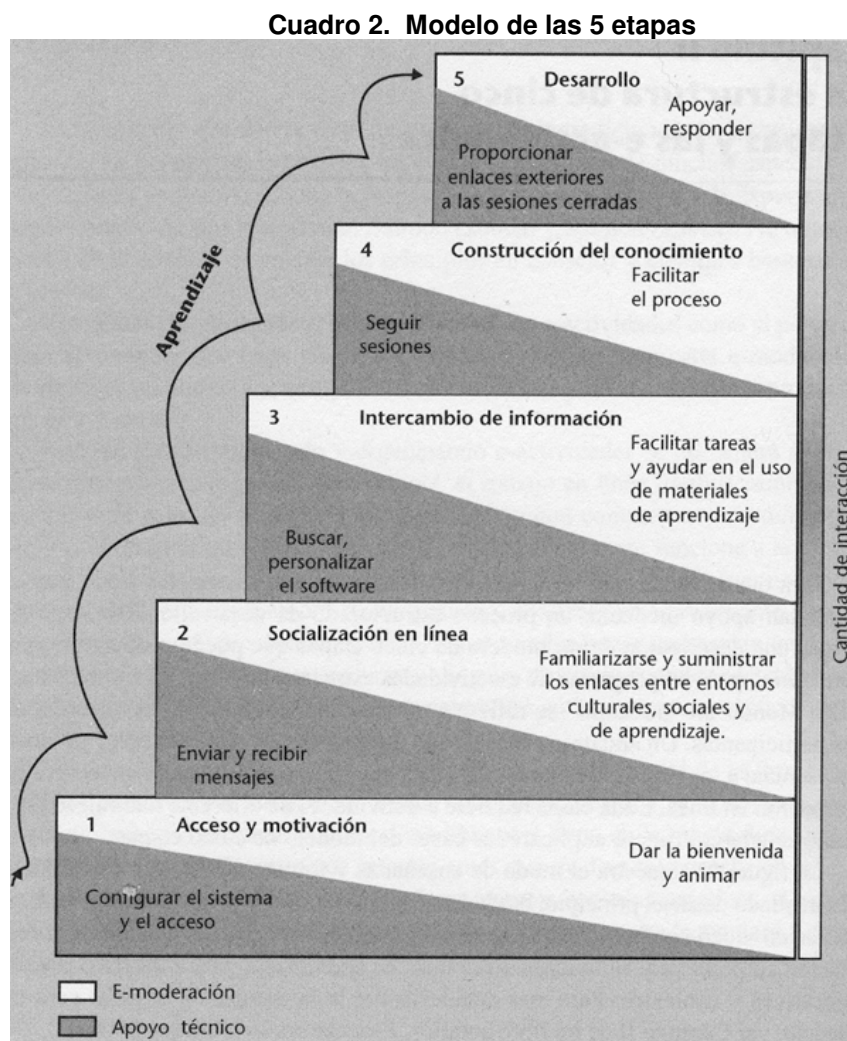 Cuadro 2. Modelo de las 5 etapas
5
Desarrollo
Apoyar,
responder
Proporcionar
enlaces exteriores
a las sesiones cerradas
4
Construcción del conocimiento
Facilitar
el proceso
Seguir
sesiones
3
Intercambio de información
Facilitar tareas
y ayudar en el uso
de materiales
de aprendizaje
Buscar,
personalizar
el software
2
Socialización en línea
Familiarizarse y suministrar
los enlaces entre entornos
culturales, sociales y
de aprendizaje.
Enviar y recibir
mensajes
1
Acceso y motivación
Dar la bienvenida
y animar
Configurar el sistema
y el acceso
Aprendizaje
Cantidad de interacción
E-moderación
Apoyo técnico